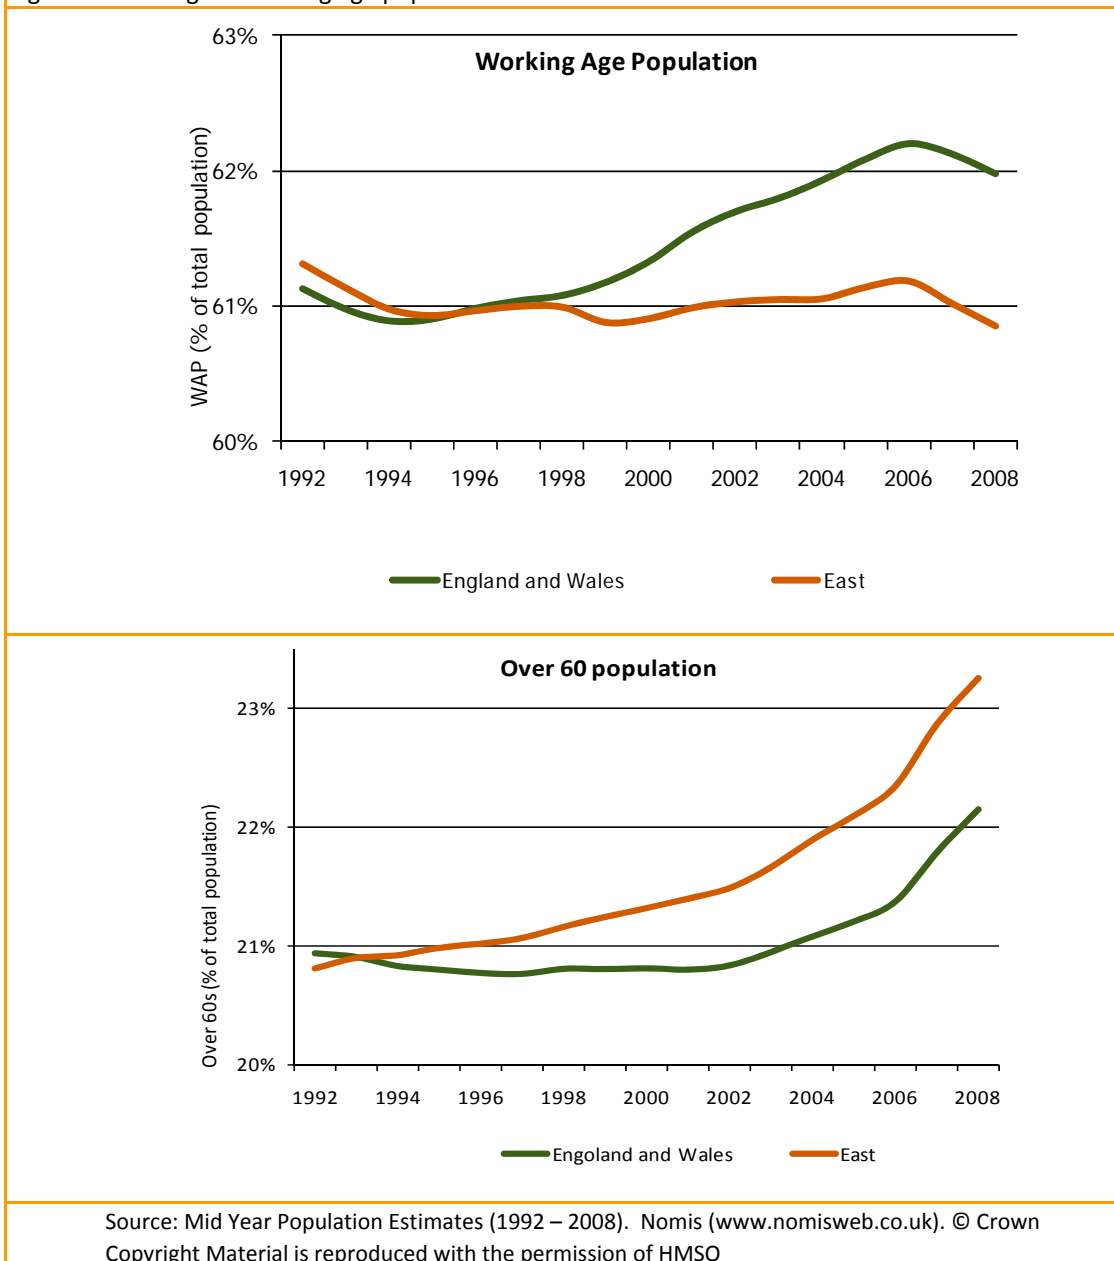 63%
Working Age Population
62%
61%
60%
WAP (% of total population)
1992 1994 1996 1998 2000 2002 2004 2006 2008
England and Wales East
Over 60 population
23%
22%
21%
20%
Over 60s (% of total population)
1992 1994 1996 1998 2000 2002 2004 2006 2008
Engoland and Wales East
Source: Mid Year Population Estimates (1992 – 2008). Nomis (www.nomisweb.co.uk). © Crown
Copyright Material is reproduced with the permission of HMSO